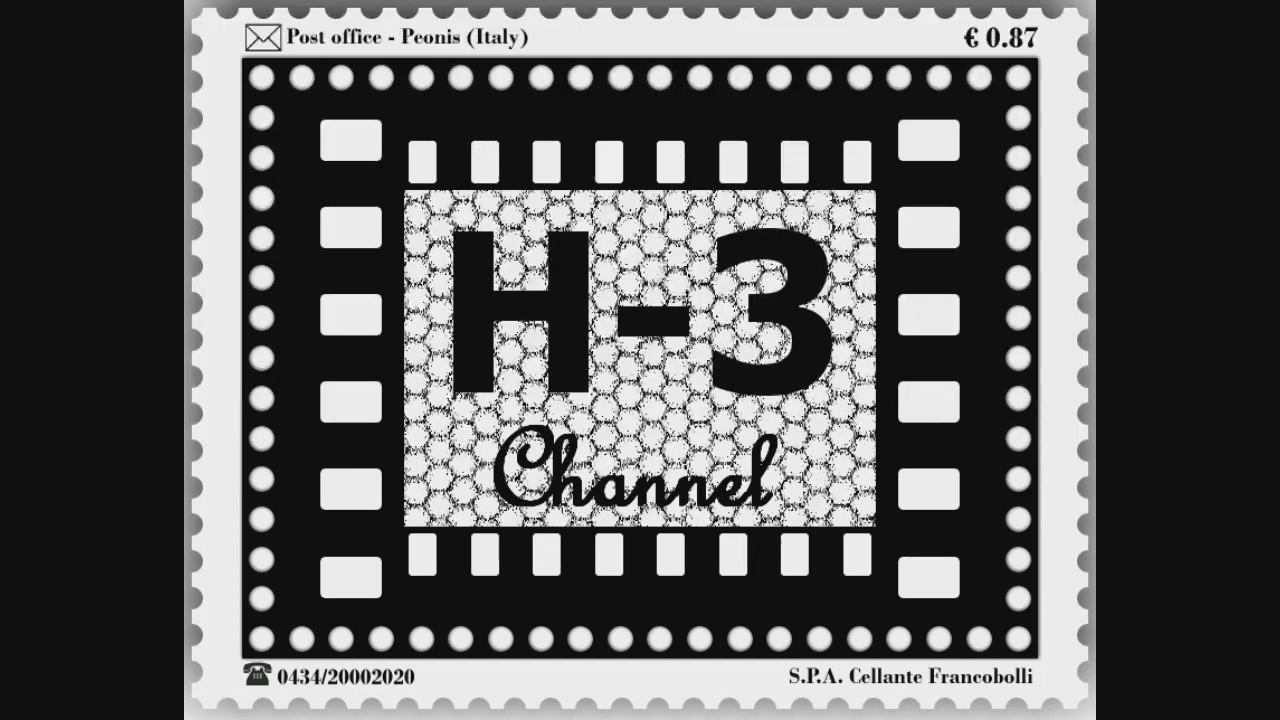 Post office - Peonis (Italy)
€ 0.87
H-3
Channel
0434/20002020
S.P.A. Cellante Francobolli